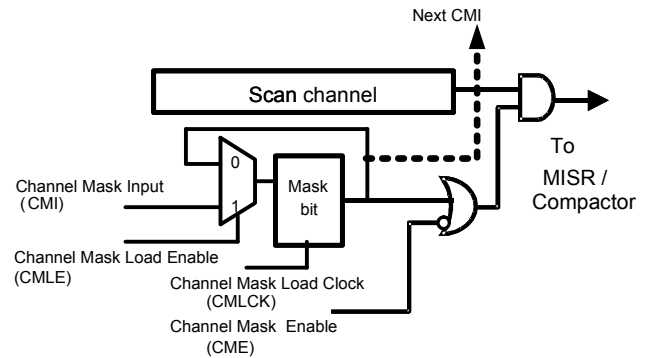 Next CMI
Scan channel
To
MISR /
Compactor
0
1
Mask
bit
Channel Mask Input
(CMI)
Channel Mask Load Enable
(CMLE)
Channel Mask Load Clock
(CMLCK)
Channel Mask Enable
(CME)